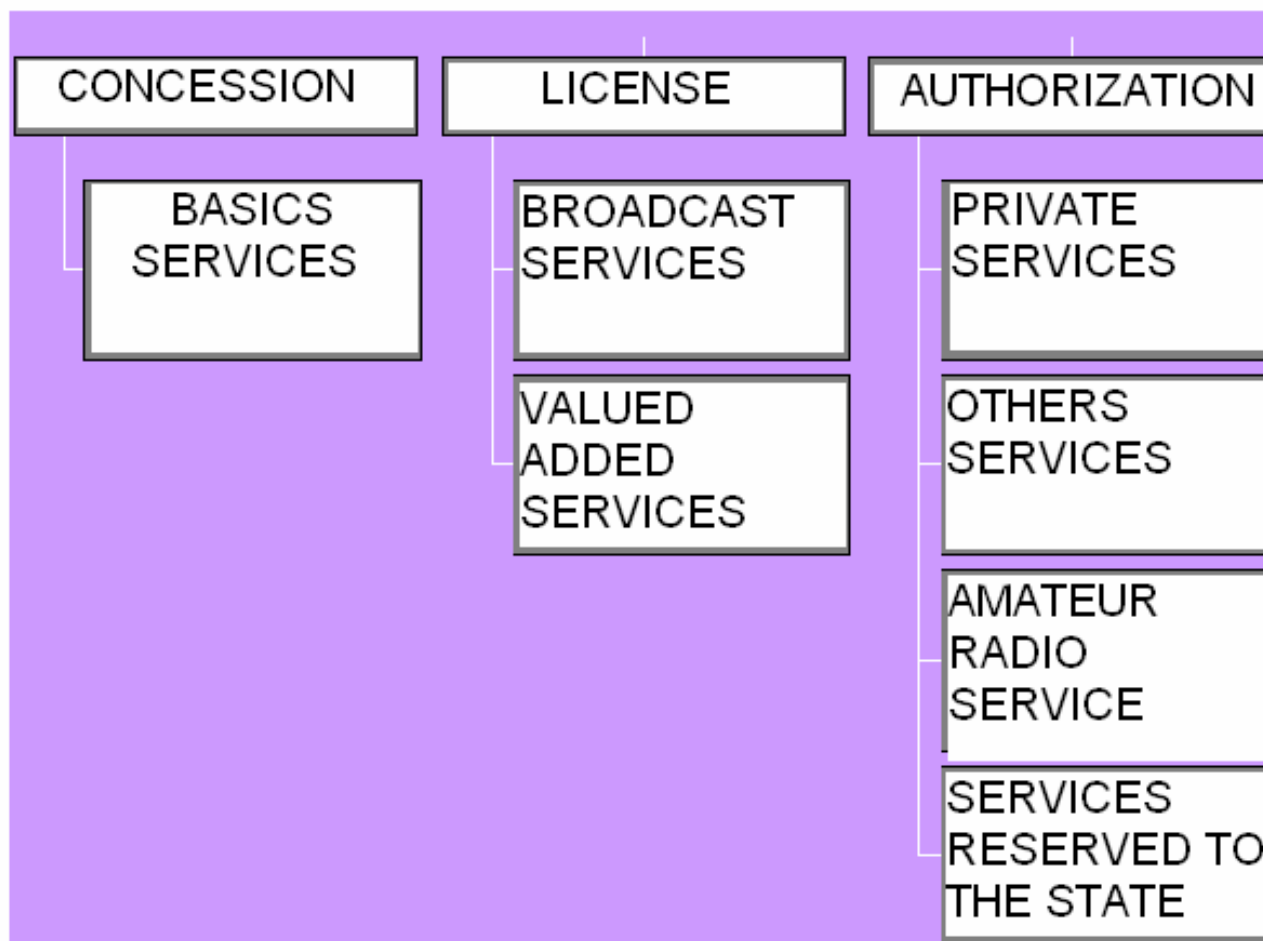 CONCESSION
BASICS
SERVICES
LICENSE
BROADCAST
SERVICES
VALUED
ADDED
SERVICES
AUTHORIZATION
PRIVATE
SERVICES
OTHERS
SERVICES
AMATEUR
RADIO
SERVICE
SERVICES
RESERVED TO
THE STATE